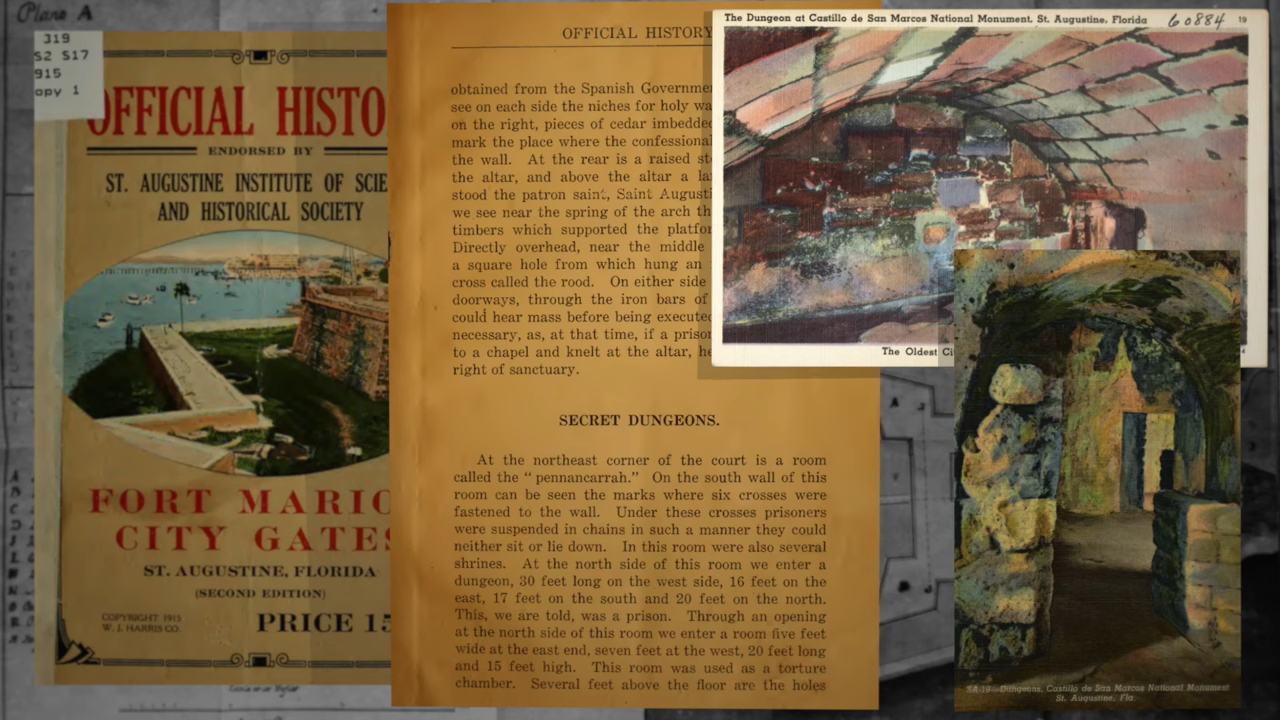 Plano A
J19
S2 S17
915
opy 1
OFFICIAL HISTO
ENDORSED BY
ST. AUGUSTINE INSTITUTE OF SCIE
AND HISTORICAL SOCIETY
FORT MARIO
CITY GATES
ST. AUGUSTINE, FLORIDA
(SECOND EDITION)
COPYRIGHT 1915
W. J. HARRIS CO.
PRICE 15
OFFICIAL HISTORY
obtained from the Spanish Governmen
see on each side the niches for holy wa
on the right, pieces of cedar imbedded
mark the place where the confessional
the wall. At the rear is a raised st
the altar, and above the altar a la
stood the patron saint, Saint Augusti
we see near the spring of the arch th
timbers which supported the platfor
Directly overhead, near the middle
a square hole from which hung an
cross called the rood. On either side
doorways, through the iron bars of
could hear mass before being executed
necessary, as, at that time, if a prison
to a chapel and knelt at the altar, he
right of sanctuary.
SECRET DUNGEONS.
At the northeast corner of the court is a room
called the “pennancarrah.” On the south wall of this
room can be seen the marks where six crosses were
fastened to the wall. Under these crosses prisoners
were suspended in chains in such a manner they could
neither sit or lie down. In this room were also several
shrines. At the north side of this room we enter a
dungeon, 30 feet long on the west side, 16 feet on the
east, 17 feet on the south and 20 feet on the north.
This, we are told, was a prison. Through an opening
at the north side of this room we enter a room five feet
wide at the east end, seven feet at the west, 20 feet long
and 15 feet high. This room was used as a torture
chamber. Several feet above the floor are the holes
The Dungeon at Castillo de San Marcos National Monument, St. Augustine, Florida
60884
19
The Oldest Ci
SA-19—Dungeons, Castillo de San Marcos National Monument
St. Augustine, Fla.